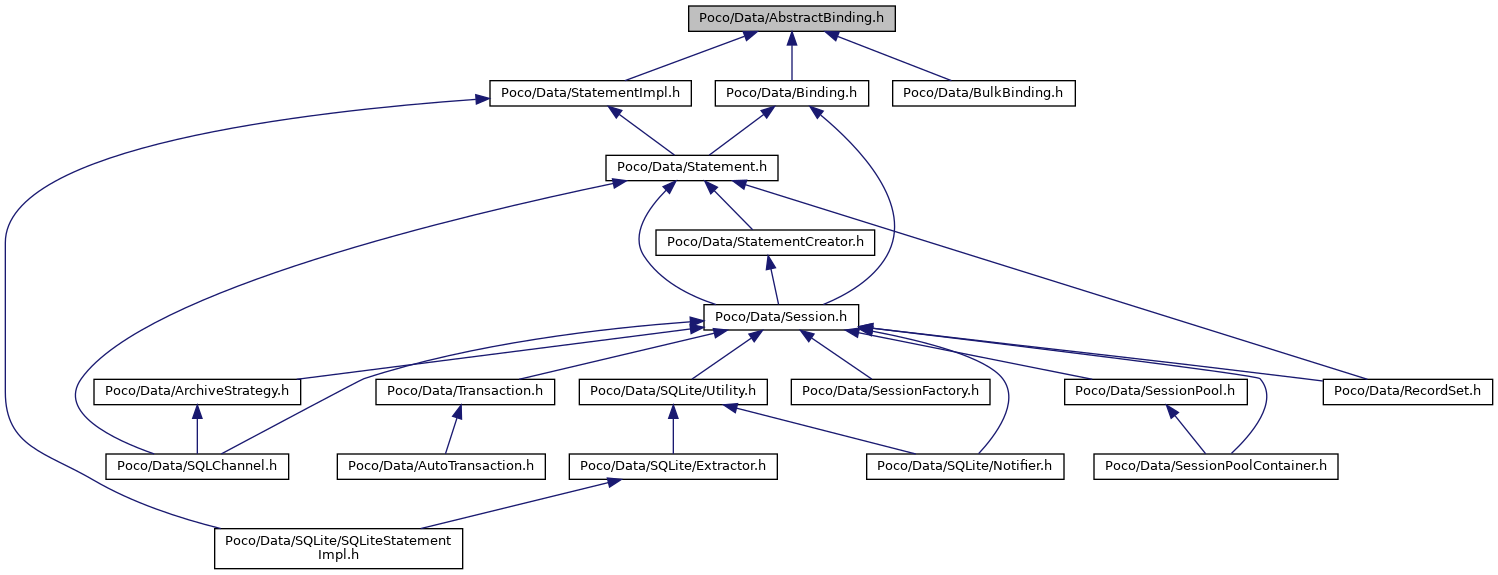 Poco/Data/AbstractBinding.h
Poco/Data/StatementImpl.h
Poco/Data/Binding.h
Poco/Data/BulkBinding.h
Poco/Data/Statement.h
Poco/Data/StatementCreator.h
Poco/Data/Session.h
Poco/Data/ArchiveStrategy.h
Poco/Data/Transaction.h
Poco/Data/SQLite/Utility.h
Poco/Data/SessionFactory.h
Poco/Data/SessionPool.h
Poco/Data/RecordSet.h
Poco/Data/SQLChannel.h
Poco/Data/AutoTransaction.h
Poco/Data/SQLite/Extractor.h
Poco/Data/SQLite/Notifier.h
Poco/Data/SessionPoolContainer.h
Poco/Data/SQLite/SQLiteStatement
Impl.h